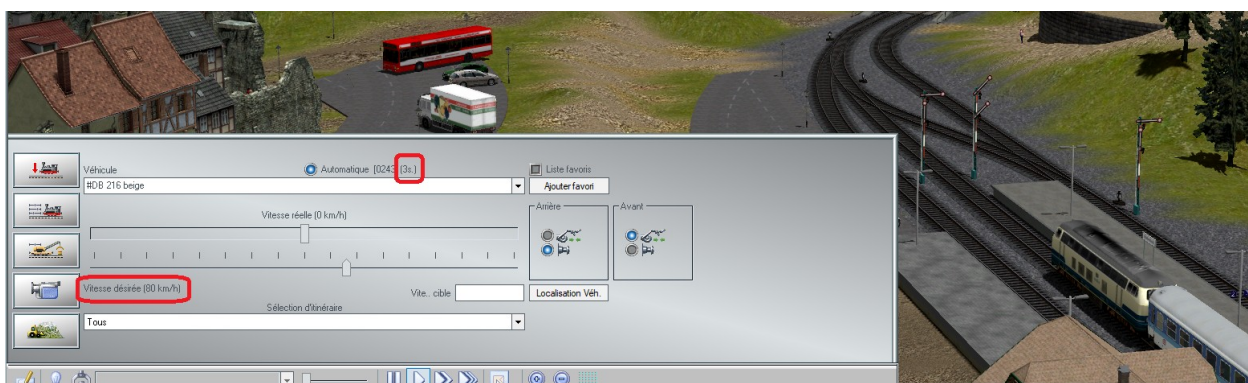 Véhicule
Automatique [0243] (3s.)
Liste favoris
#DB 216 beige
Ajouter favori
Vitesse réelle (0 km/h)
Arrière
Avant
Vitesse désirée (80 km/h)
Vite.. cible
Localisation Véh.
Sélection d'itinéraire
Tous